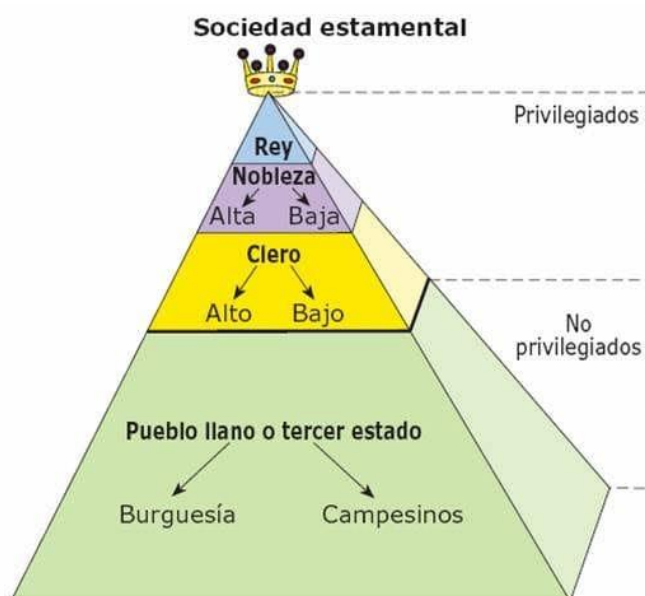 Sociedad estamental
Privilegiados
Rey
Nobleza
Alta Baja
Clero
Alto Bajo
No
privilegiados
Pueblo llano o tercer estado
Burguesía Campesinos